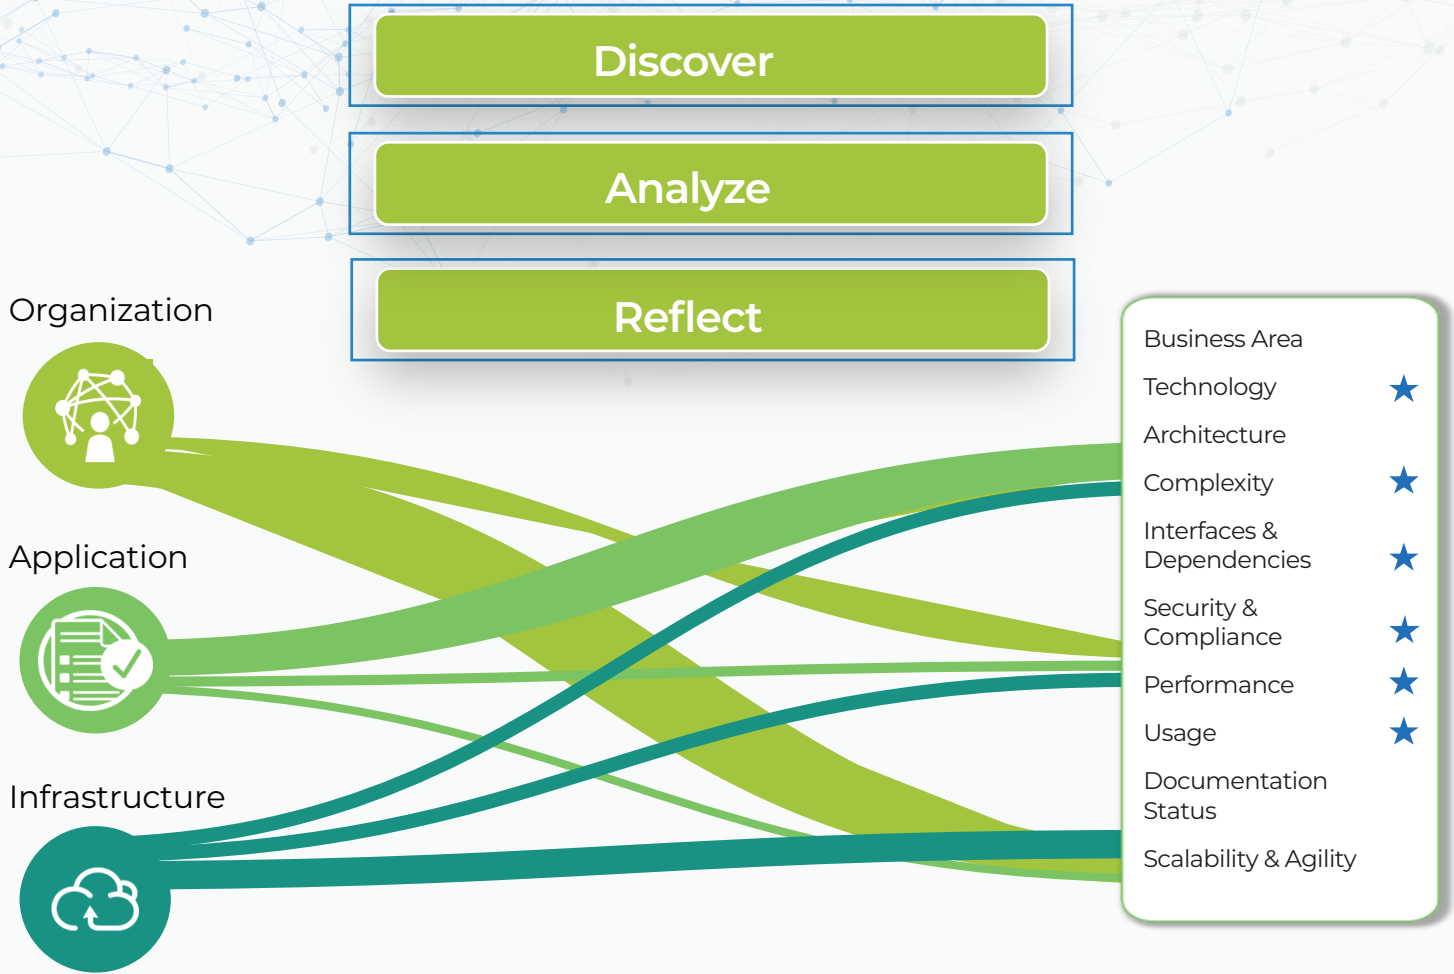 Discover
Analyze
Reflect
Organization
Application
Infrastructure
Business Area
Technology
Architecture
Complexity
Interfaces &
Dependencies
Security &
Compliance
Performance
Usage
Documentation
Status
Scalability & Agility